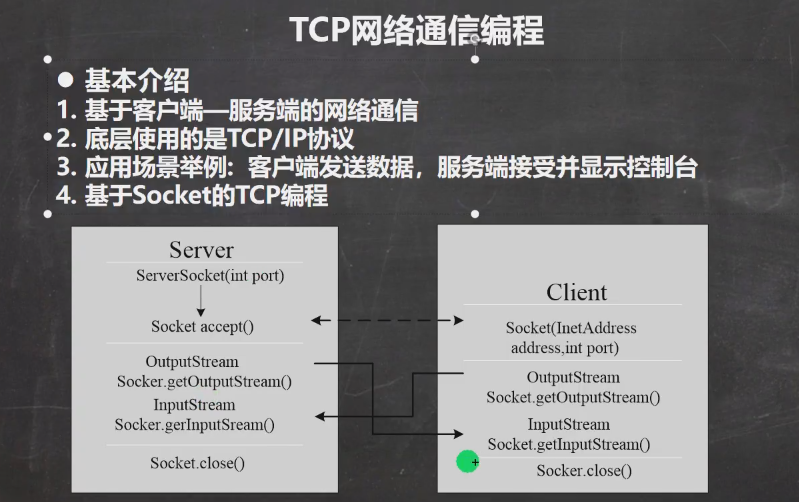 TCP网络通信编程
● 基本介绍
1. 基于客户端—服务端的网络通信
2. 底层使用的是TCP/IP协议
3. 应用场景举例: 客户端发送数据，服务端接受并显示控制台
4. 基于Socket的TCP编程
Server
ServerSocket(int port)
Socket accept()
OutputStream
Socker.getOutputStream()
InputStream
Socker.gerInputSream()
Socket.close()
Client
Socket(InetAddress
address,int port)
OutputStream
Socket.getOutputStream()
InputStream
Socket.getInputStream()
Socker.close()